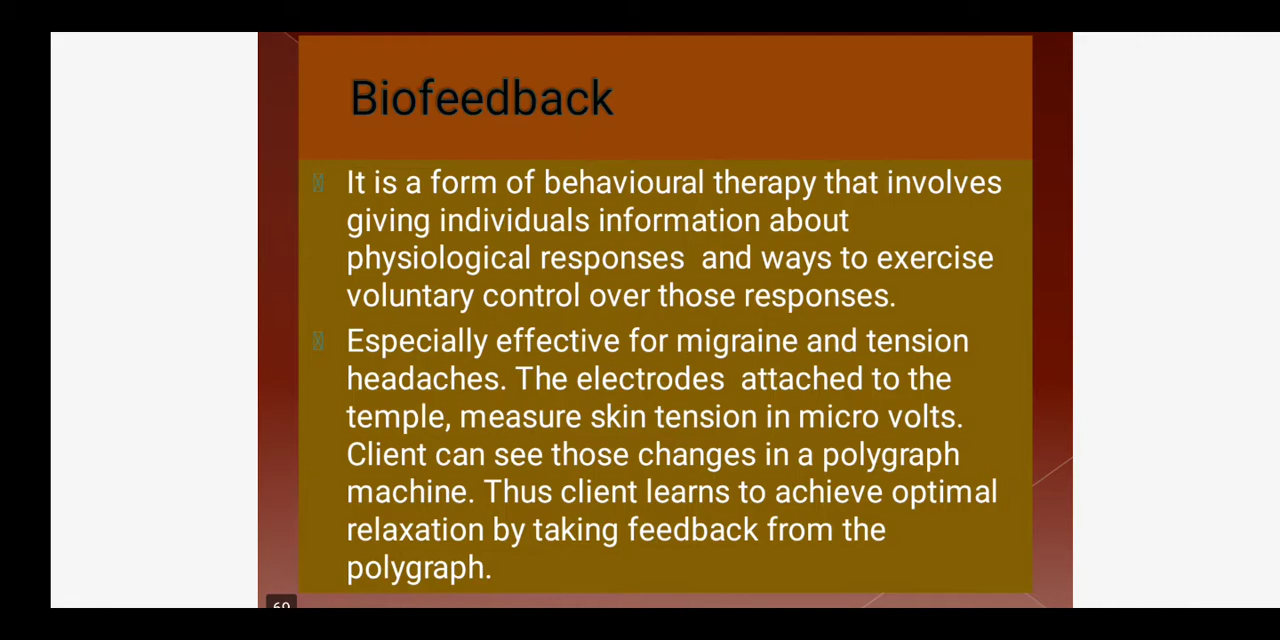 Biofeedback
It is a form of behavioural therapy that involves
giving individuals information about
physiological responses  and ways to exercise
voluntary control over those responses.
Especially effective for migraine and tension
headaches. The electrodes  attached to the
temple, measure skin tension in micro volts.
Client can see those changes in a polygraph
machine. Thus client learns to achieve optimal
relaxation by taking feedback from the
polygraph.